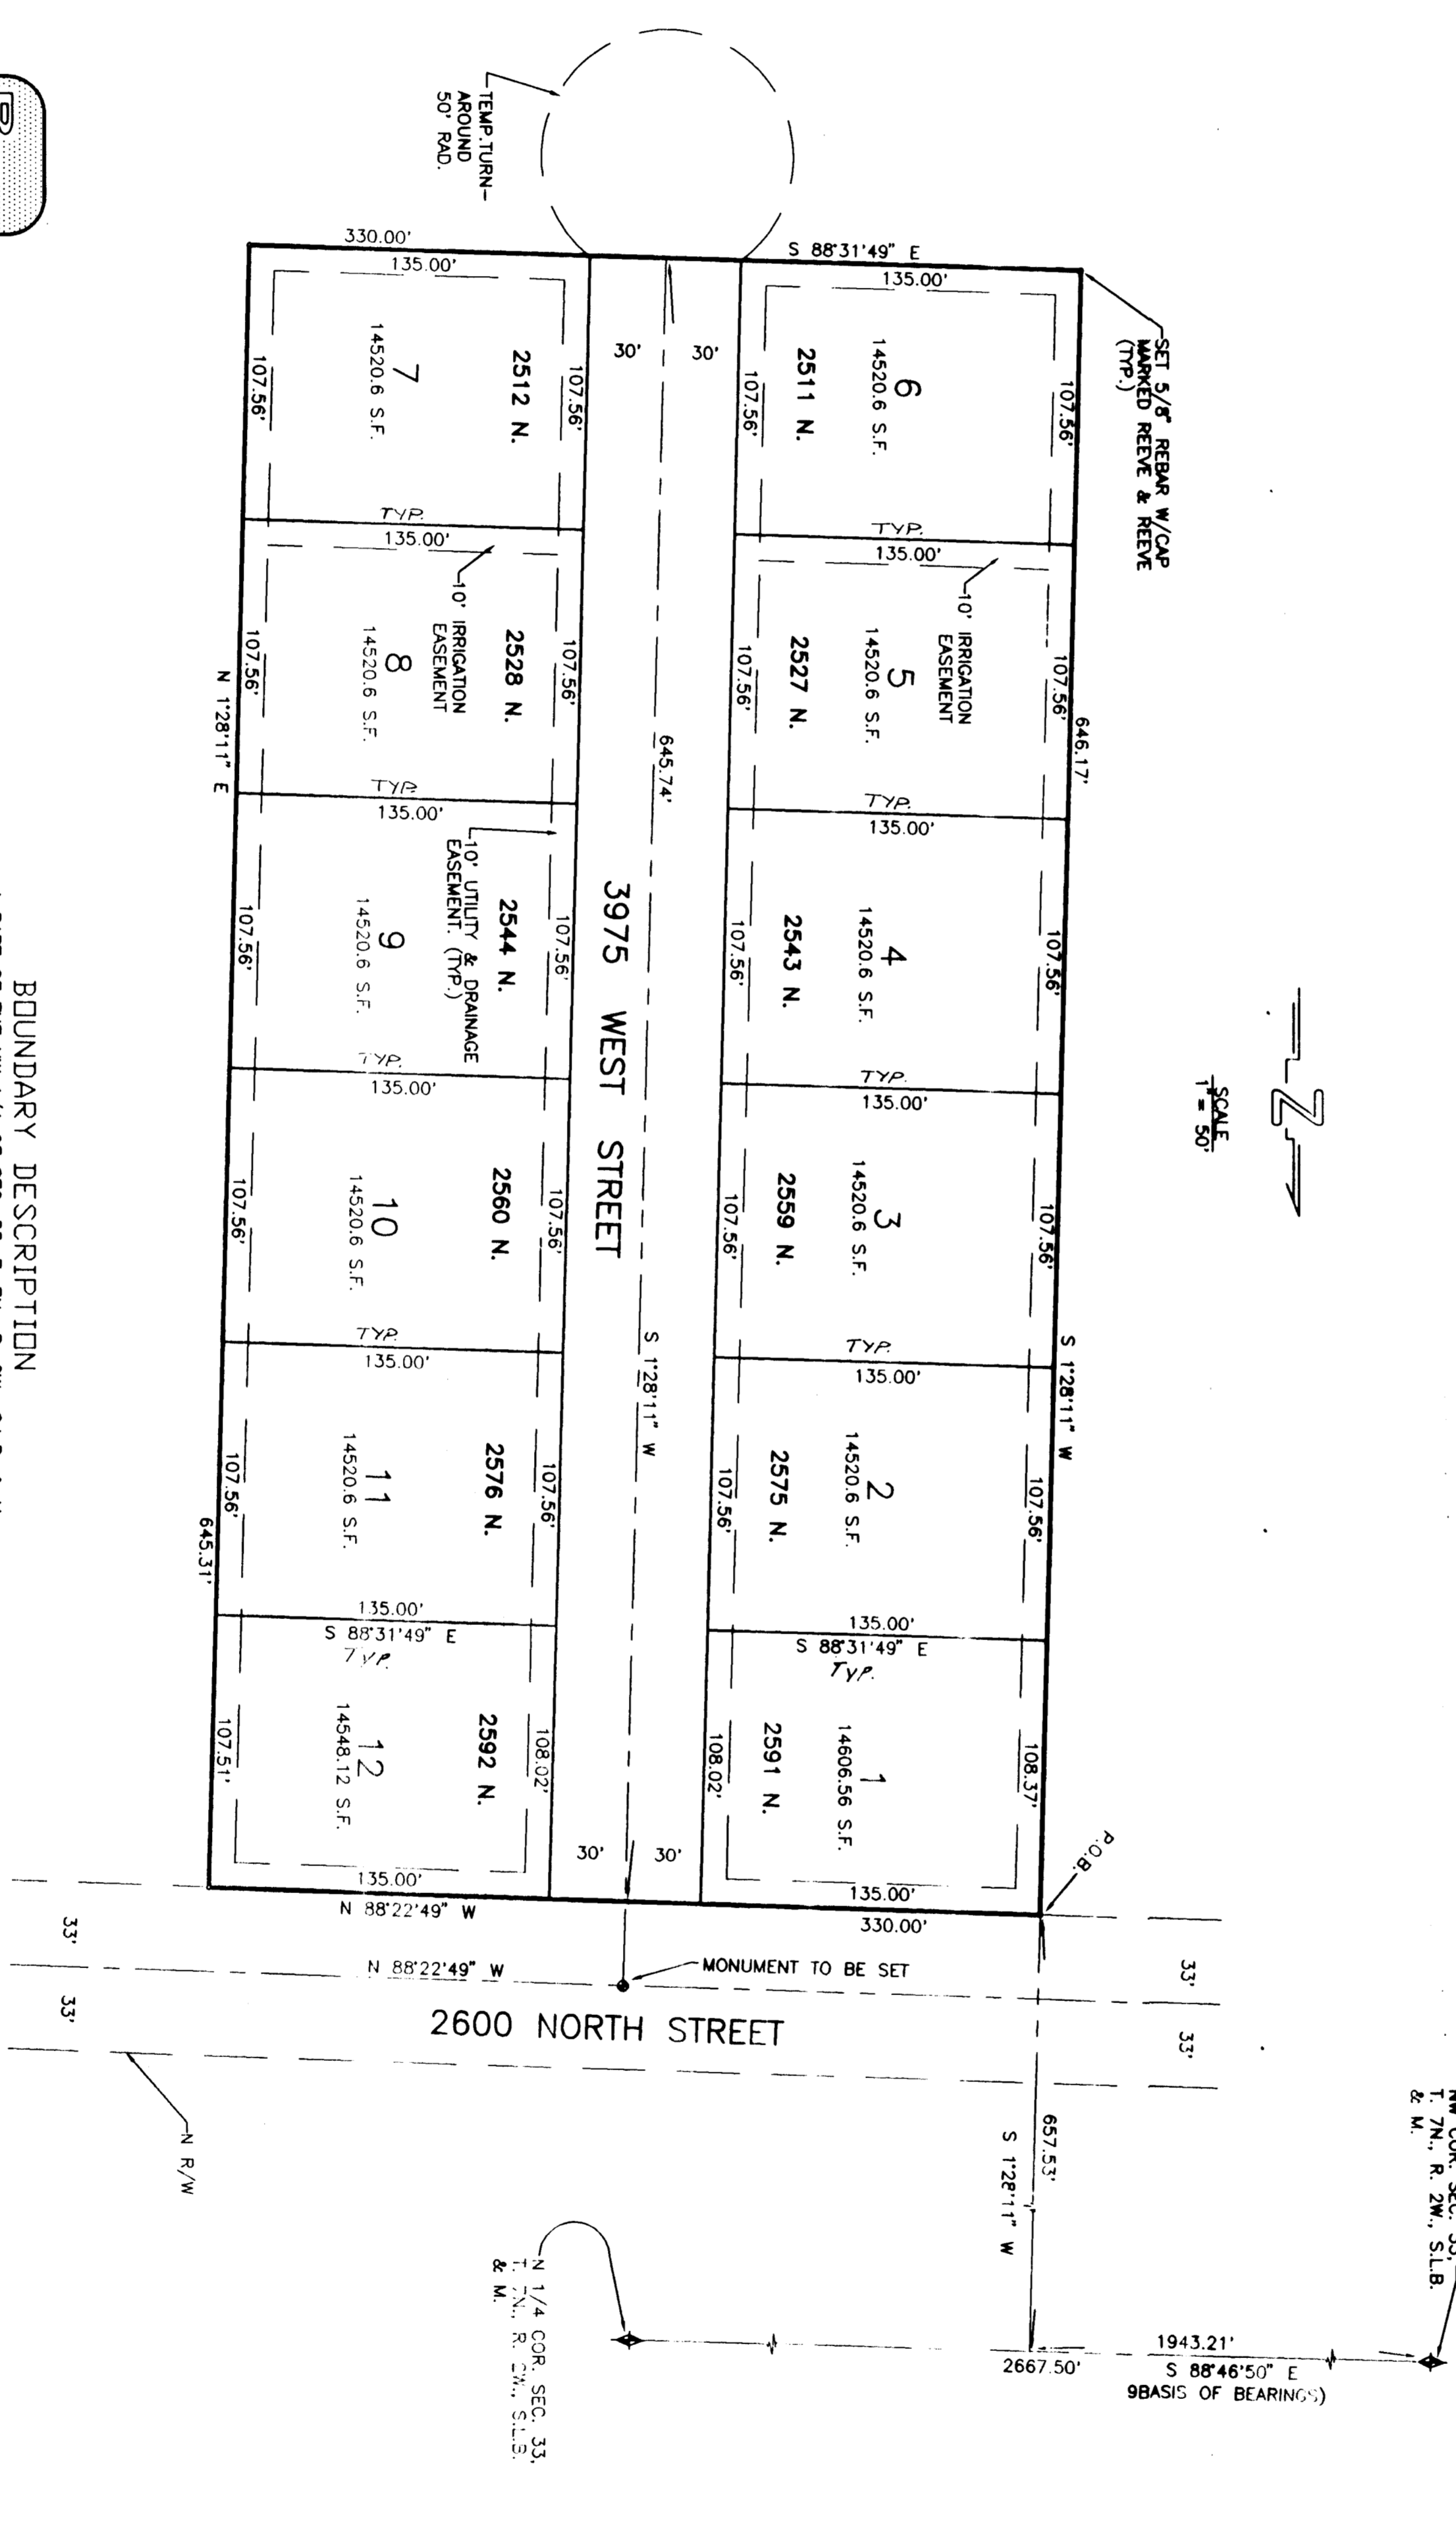 TEMP.TURN-
AROUND
50' RAD.
330.00'
135.00'
S 88°31'49" E
135.00'
SET 5/8" REBAR W/CAP
MARKED REEVE & REEVE
(TYP.)
30'
30'
107.56'
7
14520.6 S.F.
2512 N.
107.56'
107.56'
2511 N.
6
14520.6 S.F.
107.56'
TYP.
135.00'
TYP.
135.00'
10' IRRIGATION
EASEMENT
10' IRRIGATION
EASEMENT
107.56'
8
14520.6 S.F.
2528 N.
107.56'
107.56'
2527 N.
5
14520.6 S.F.
107.56'
N 1°28'11" E
645.74'
646.17'
TYP.
135.00'
TYP.
135.00'
10' UTILITY & DRAINAGE
EASEMENT. (TYP.)
107.56'
9
14520.6 S.F.
2544 N.
107.56'
3975 WEST STREET
107.56'
2543 N.
4
14520.6 S.F.
107.56'
TYP.
135.00'
TYP.
135.00'
SCALE
1" = 50'
N
107.56'
10
14520.6 S.F.
2560 N.
107.56'
107.56'
2559 N.
3
14520.6 S.F.
107.56'
TYP.
135.00'
TYP.
135.00'
S 1°28'11" W
S 1°28'11" W
107.56'
11
14520.6 S.F.
2576 N.
107.56'
107.56'
2575 N.
2
14520.6 S.F.
107.56'
645.31'
135.00'
S 88°31'49" E
TYP.
135.00'
S 88°31'49" E
TYP.
107.51'
12
14548.12 S.F.
2592 N.
108.02'
108.02'
2591 N.
1
14606.56 S.F.
108.37'
30'
30'
P.O.B.
135.00'
135.00'
N 88°22'49" W
330.00'
33'
33'
N 88°22'49" W
MONUMENT TO BE SET
33'
33'
2600 NORTH STREET
N R/W
657.53'
S 1°28'11" W
T. 7N., R. 2W., S.L.B.
& M.
N 1/4 COR. SEC. 33,
T. 7N., R. 2W., S.L.B.
& M.
1943.21'
2667.50'
S 88°46'50" E
9BASIS OF BEARINGS)
BOUNDARY DESCRIPTION